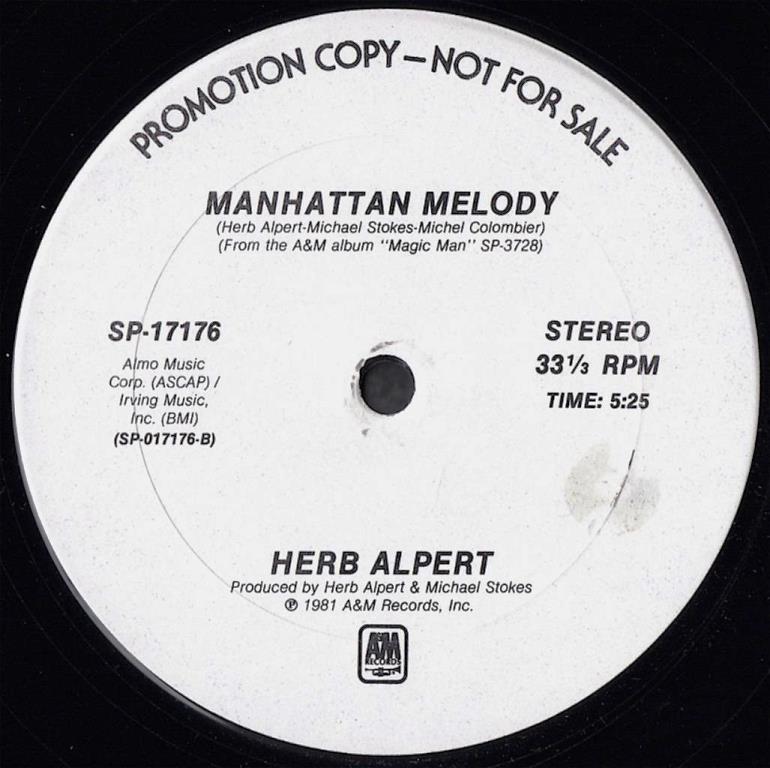 PROMOTION COPY—NOT FOR SALE
MANHATTAN MELODY
(Herb Alpert-Michael Stokes-Michel Colombier)
(From the A&M album "Magic Man" SP-3728)
SP-17176
Almo Music
Corp. (ASCAP) /
Irving Music,
Inc. (BMI)
(SP-017176-B)
STEREO
33⅓ RPM
TIME: 5:25
HERB ALPERT
Produced by Herb Alpert & Michael Stokes
℗ 1981 A&M Records, Inc.
A&M
RECORDS